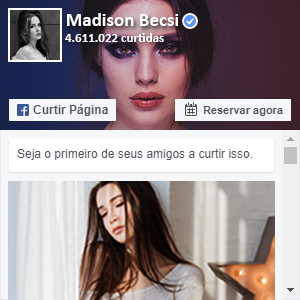 Madison Becsi
4.611.022 curtidas
Curtir Página
Reservar agora
Seja o primeiro de seus amigos a curtir isso.